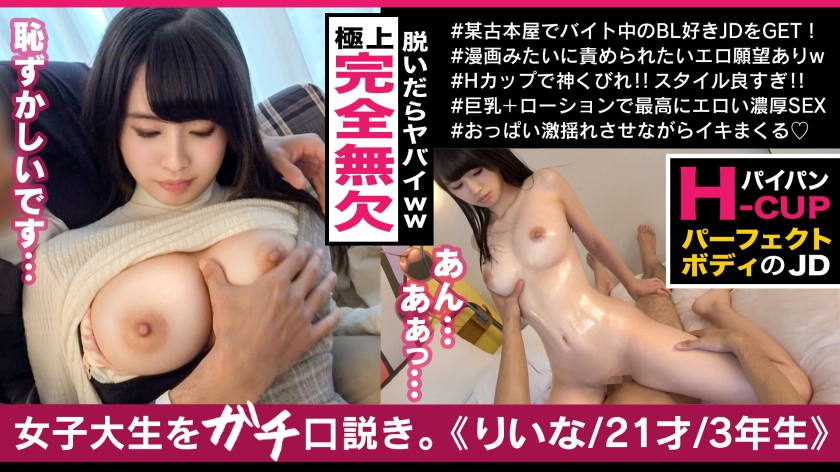 恥ずかしいです…
極上
完全無欠
脱いだらヤバイww
#某古本屋でバイト中のBL好きJDをGET！
#漫画みたいに責められたいエロ願望ありw
#Hカップで神くびれ!! スタイル良すぎ!!
#巨乳＋ローションで最高にエロい濃厚SEX
#おっぱい激揺れさせながらイキまくる♡
あん…
あぁっ…
パイパン
H-CUP
パーフェクト
ボディのJD
女子大生をガチ口説き。《りいな/21才/3年生》